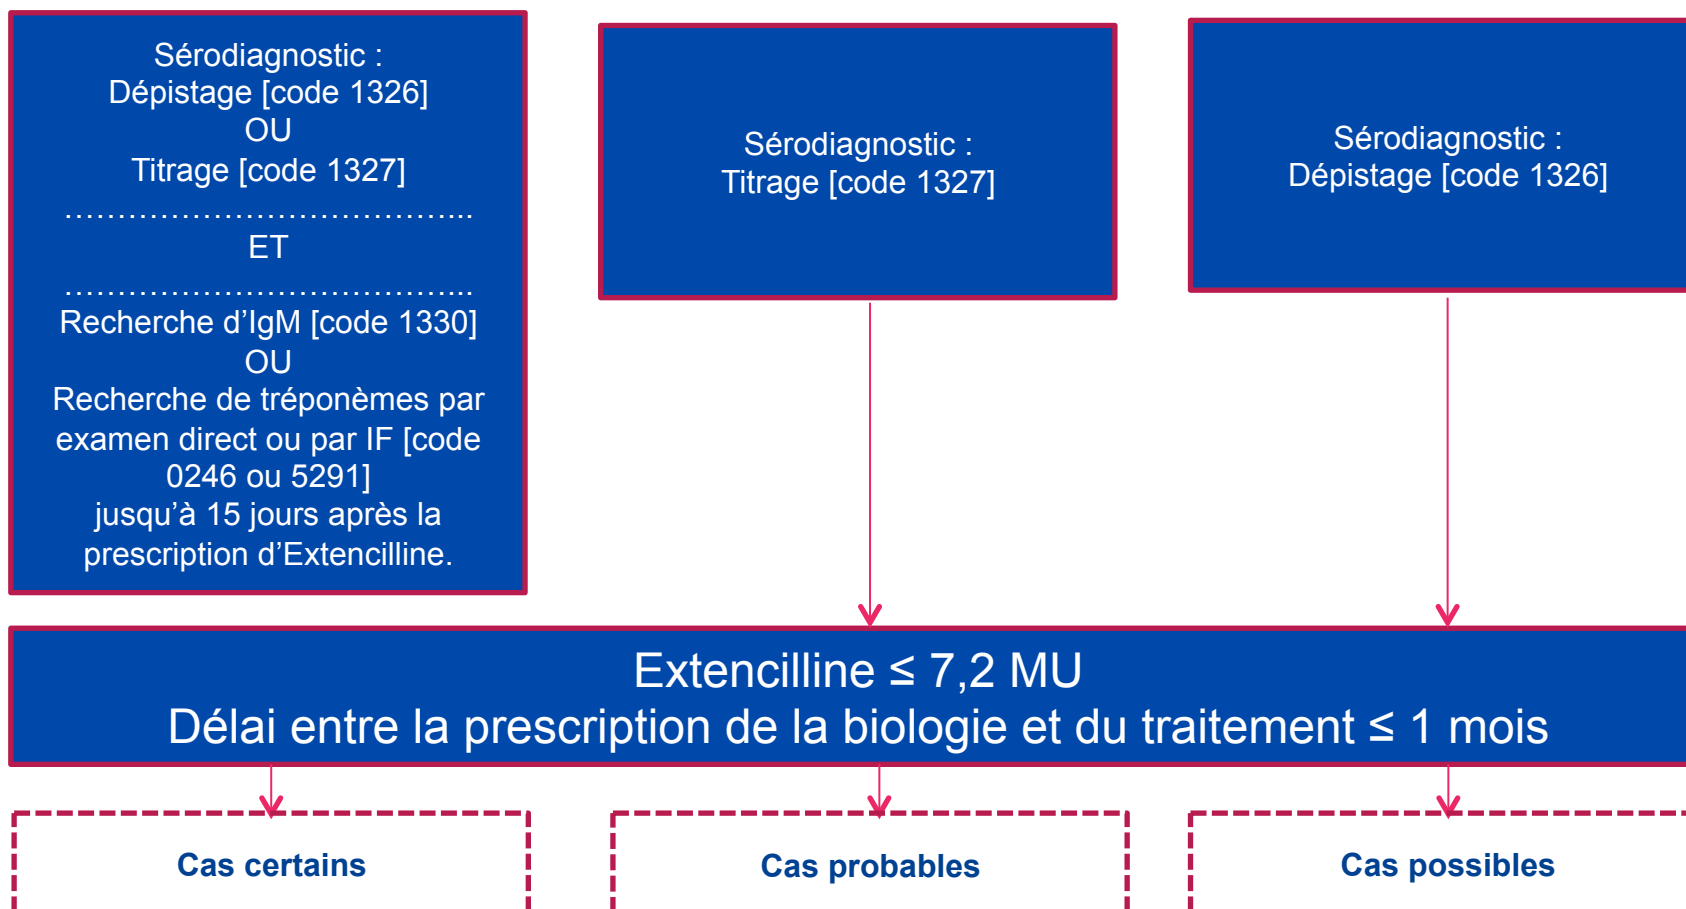 Sérodiagnostic :
Dépistage [code 1326]
OU
Titrage [code 1327]
…………………………………...
ET
…………………………………...
Recherche d’IgM [code 1330]
OU
Recherche de tréponèmes par
examen direct ou par IF [code
0246 ou 5291]
jusqu’à 15 jours après la
prescription d’Extencilline.
Sérodiagnostic :
Titrage [code 1327]
Sérodiagnostic :
Dépistage [code 1326]
Extencilline ≤ 7,2 MU
Délai entre la prescription de la biologie et du traitement ≤ 1 mois
Cas certains
Cas probables
Cas possibles